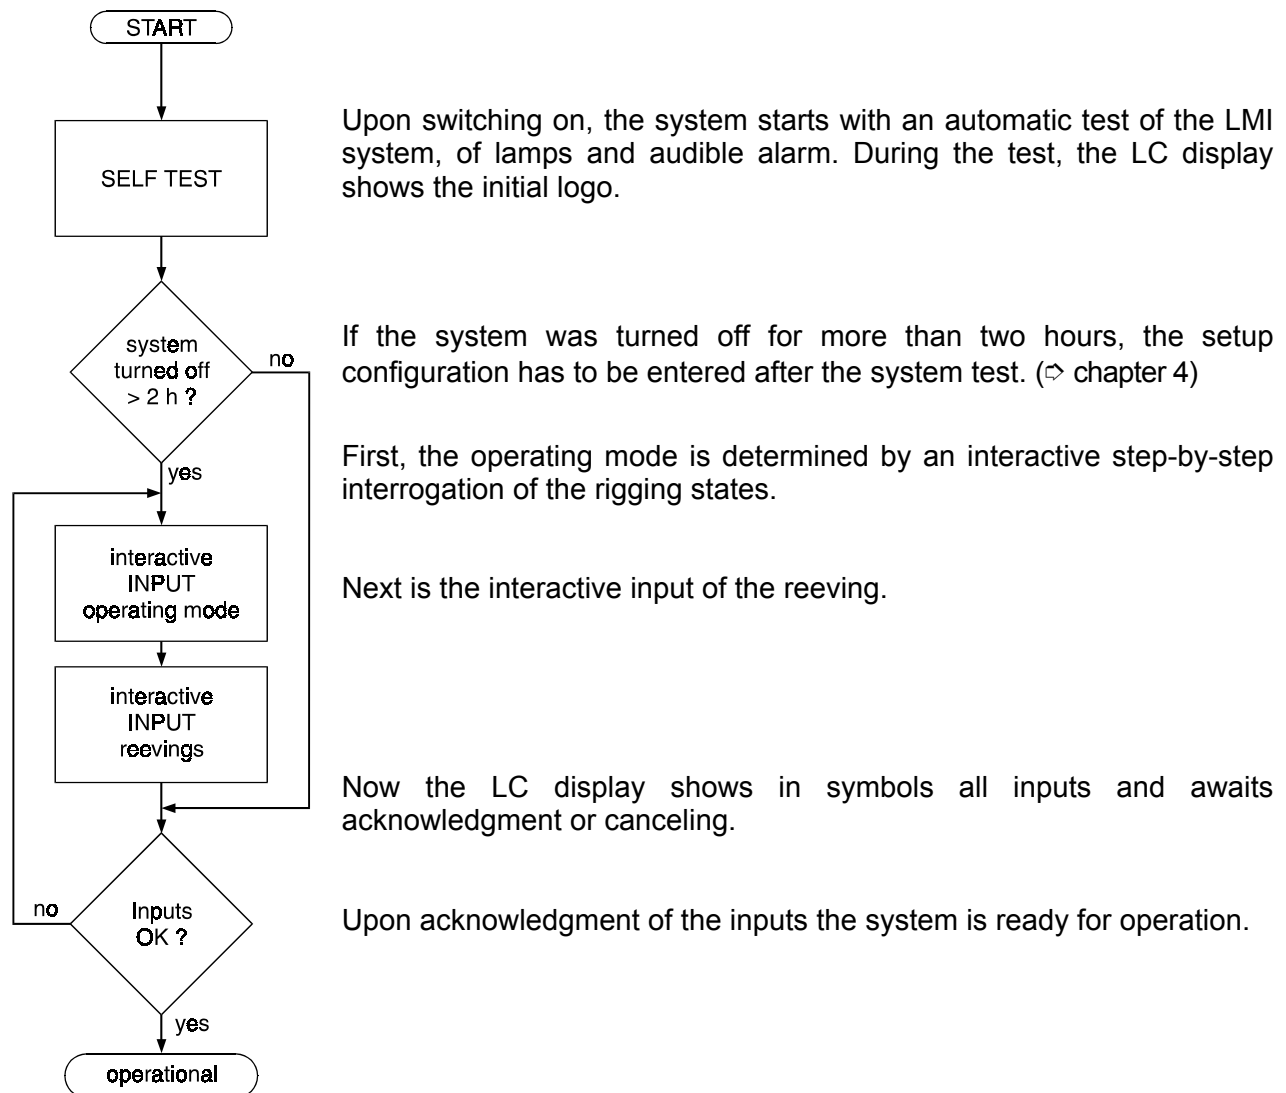 START
Upon switching on, the system starts with an automatic test of the LMI
system, of lamps and audible alarm. During the test, the LC display
shows the initial logo.
SELF TEST
system
turned off
> 2 h ?
no
yes
If the system was turned off for more than two hours, the setup
configuration has to be entered after the system test. (➪ chapter 4)
First, the operating mode is determined by an interactive step-by-step
interrogation of the rigging states.
interactive
INPUT
operating mode
Next is the interactive input of the reeving.
interactive
INPUT
reevings
Now the LC display shows in symbols all inputs and awaits
acknowledgment or canceling.
no
Inputs
OK ?
yes
Upon acknowledgment of the inputs the system is ready for operation.
operational